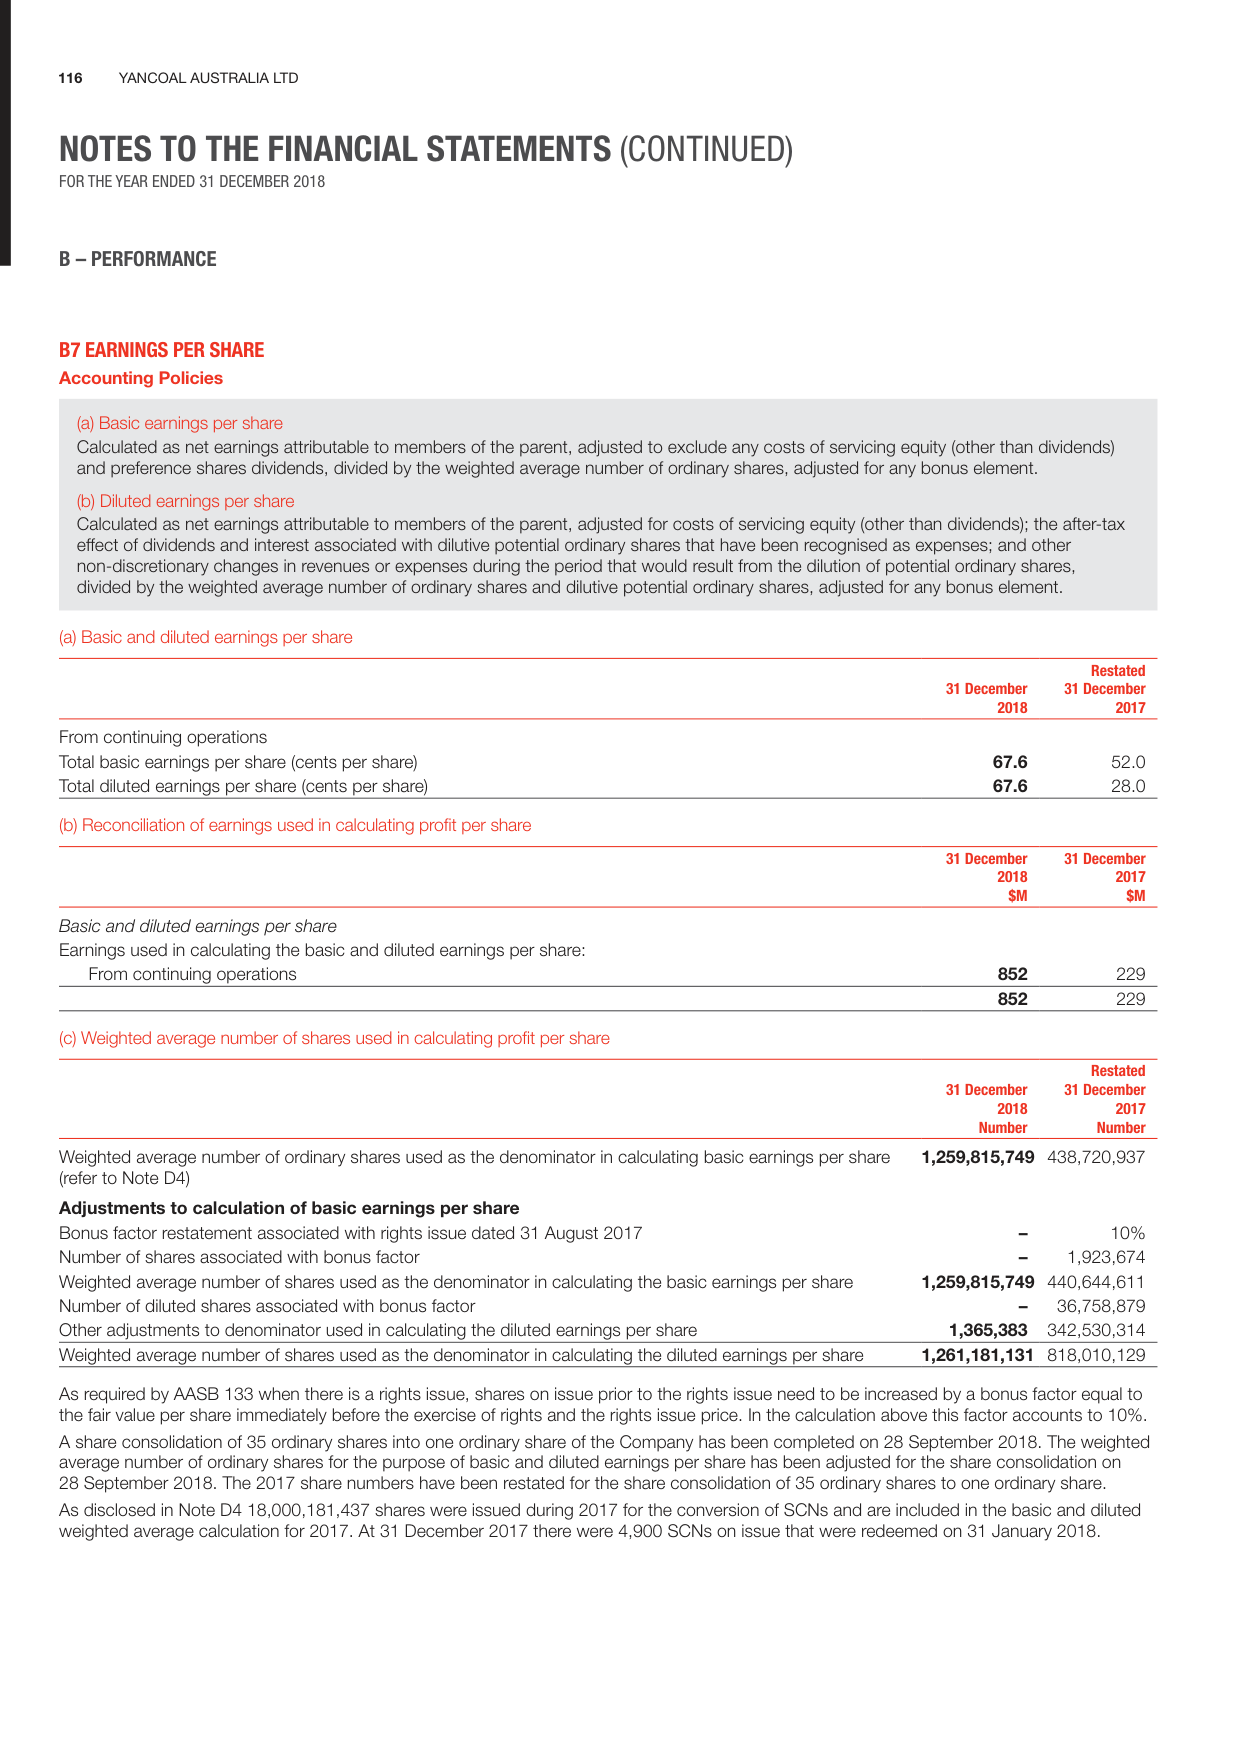 116 YANCOAL AUSTRALIA LTD
NOTES TO THE FINANCIAL STATEMENTS (CONTINUED)
FOR THE YEAR ENDED 31 DECEMBER 2018
B – PERFORMANCE
B7 EARNINGS PER SHARE
Accounting Policies
(a) Basic earnings per share
Calculated as net earnings attributable to members of the parent, adjusted to exclude any costs of servicing equity (other than dividends)
and preference shares dividends, divided by the weighted average number of ordinary shares, adjusted for any bonus element.
(b) Diluted earnings per share
Calculated as net earnings attributable to members of the parent, adjusted for costs of servicing equity (other than dividends); the after-tax
effect of dividends and interest associated with dilutive potential ordinary shares that have been recognised as expenses; and other
non-discretionary changes in revenues or expenses during the period that would result from the dilution of potential ordinary shares,
divided by the weighted average number of ordinary shares and dilutive potential ordinary shares, adjusted for any bonus element.
(a) Basic and diluted earnings per share
Restated
31 December 31 December
2018 2017
From continuing operations
Total basic earnings per share (cents per share) 67.6 52.0
Total diluted earnings per share (cents per share) 67.6 28.0
(b) Reconciliation of earnings used in calculating profit per share
31 December 31 December
2018 2017
$M $M
Basic and diluted earnings per share
Earnings used in calculating the basic and diluted earnings per share:
From continuing operations 852 229
852 229
(c) Weighted average number of shares used in calculating profit per share
Restated
31 December 31 December
2018 2017
Number Number
Weighted average number of ordinary shares used as the denominator in calculating basic earnings per share 1,259,815,749 438,720,937
(refer to Note D4)
Adjustments to calculation of basic earnings per share
Bonus factor restatement associated with rights issue dated 31 August 2017 – 10%
Number of shares associated with bonus factor – 1,923,674
Weighted average number of shares used as the denominator in calculating the basic earnings per share 1,259,815,749 440,644,611
Number of diluted shares associated with bonus factor – 36,758,879
Other adjustments to denominator used in calculating the diluted earnings per share 1,365,383 342,530,314
Weighted average number of shares used as the denominator in calculating the diluted earnings per share 1,261,181,131 818,010,129
As required by AASB 133 when there is a rights issue, shares on issue prior to the rights issue need to be increased by a bonus factor equal to
the fair value per share immediately before the exercise of rights and the rights issue price. In the calculation above this factor accounts to 10%.
A share consolidation of 35 ordinary shares into one ordinary share of the Company has been completed on 28 September 2018. The weighted
average number of ordinary shares for the purpose of basic and diluted earnings per share has been adjusted for the share consolidation on
28 September 2018. The 2017 share numbers have been restated for the share consolidation of 35 ordinary shares to one ordinary share.
As disclosed in Note D4 18,000,181,437 shares were issued during 2017 for the conversion of SCNs and are included in the basic and diluted
weighted average calculation for 2017. At 31 December 2017 there were 4,900 SCNs on issue that were redeemed on 31 January 2018.